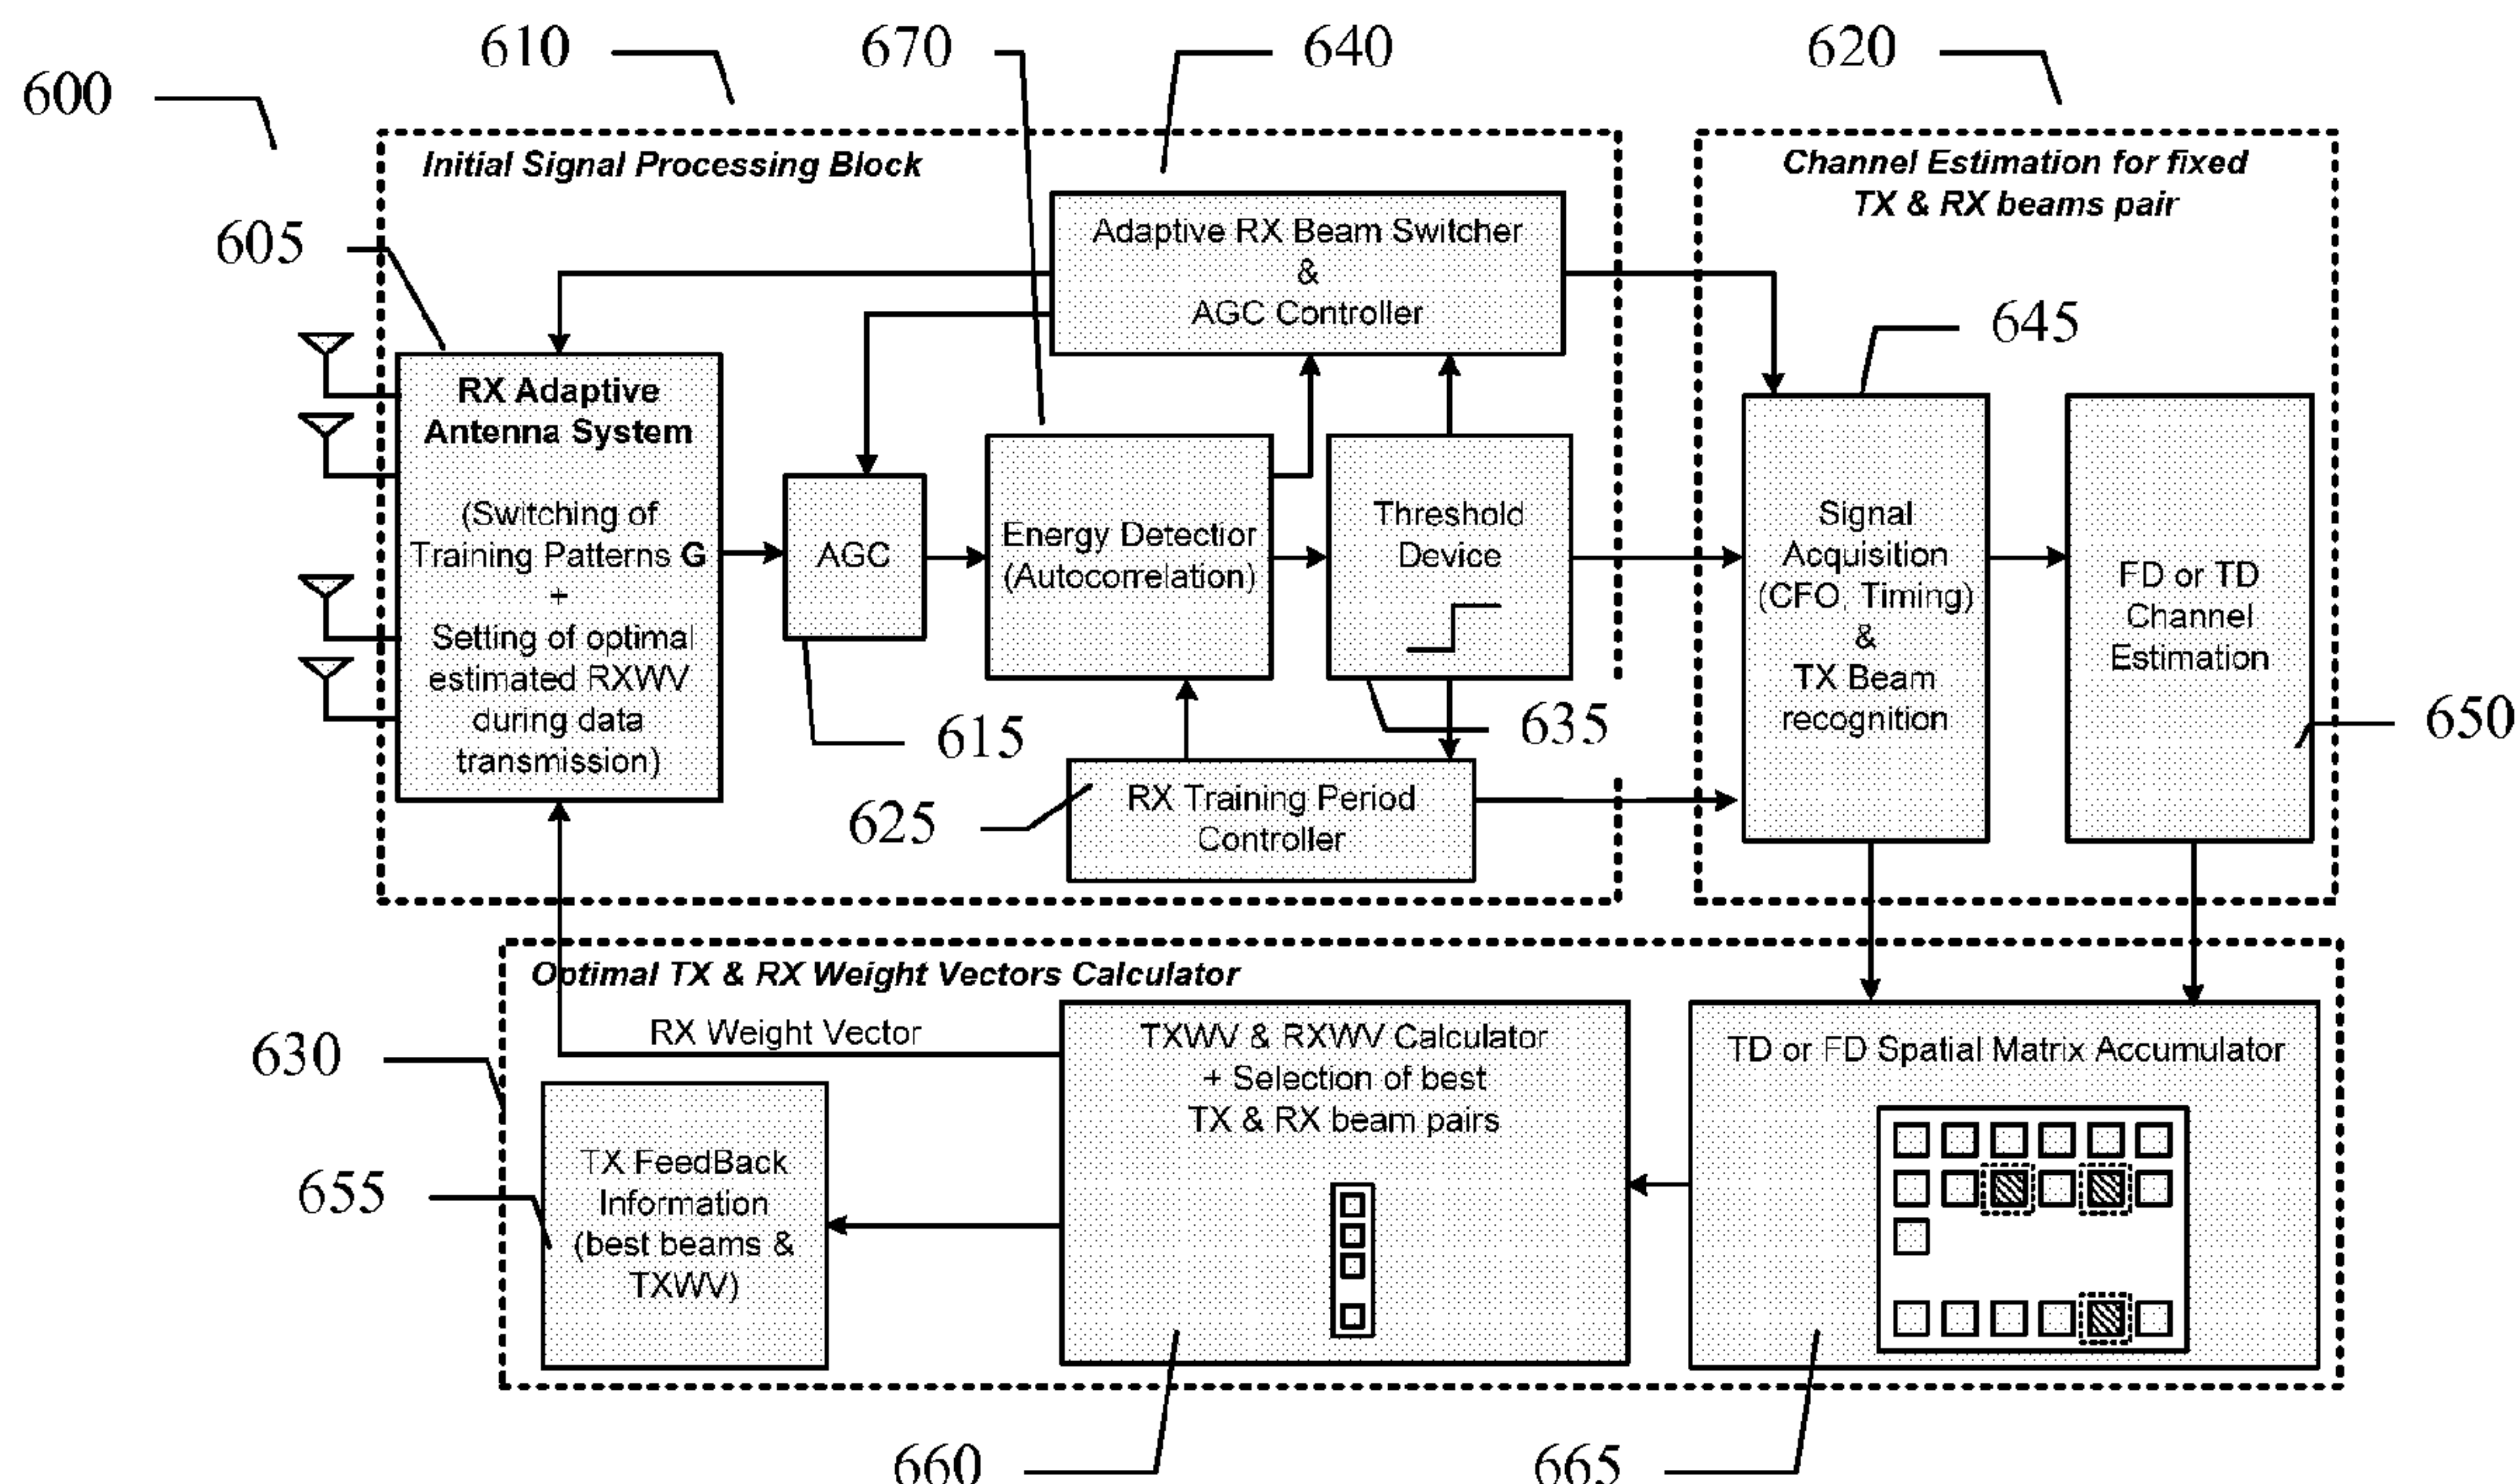 610
670
640
620
600
Initial Signal Processing Block
Channel Estimation for fixed
TX & RX beams pair
605
Adaptive RX Beam Switcher
&
AGC Controller
645
RX Adaptive
Antenna System
(Switching of
Training Patterns G
+
Setting of optimal
estimated RXWV
during data
transmission)
AGC
Energy Detectior
(Autocorrelation)
Threshold
Device
Signal
Acquisition
(CFO, Timing)
&
TX Beam
recognition
FD or TD
Channel
Estimation
615
635
650
625
RX Training Period
Controller
Optimal TX & RX Weight Vectors Calculator
630
RX Weight Vector
TXWV & RXWV Calculator
+ Selection of best
TX & RX beam pairs
TD or FD Spatial Matrix Accumulator
655
TX FeedBack
Information
(best beams &
TXWV)
660
665